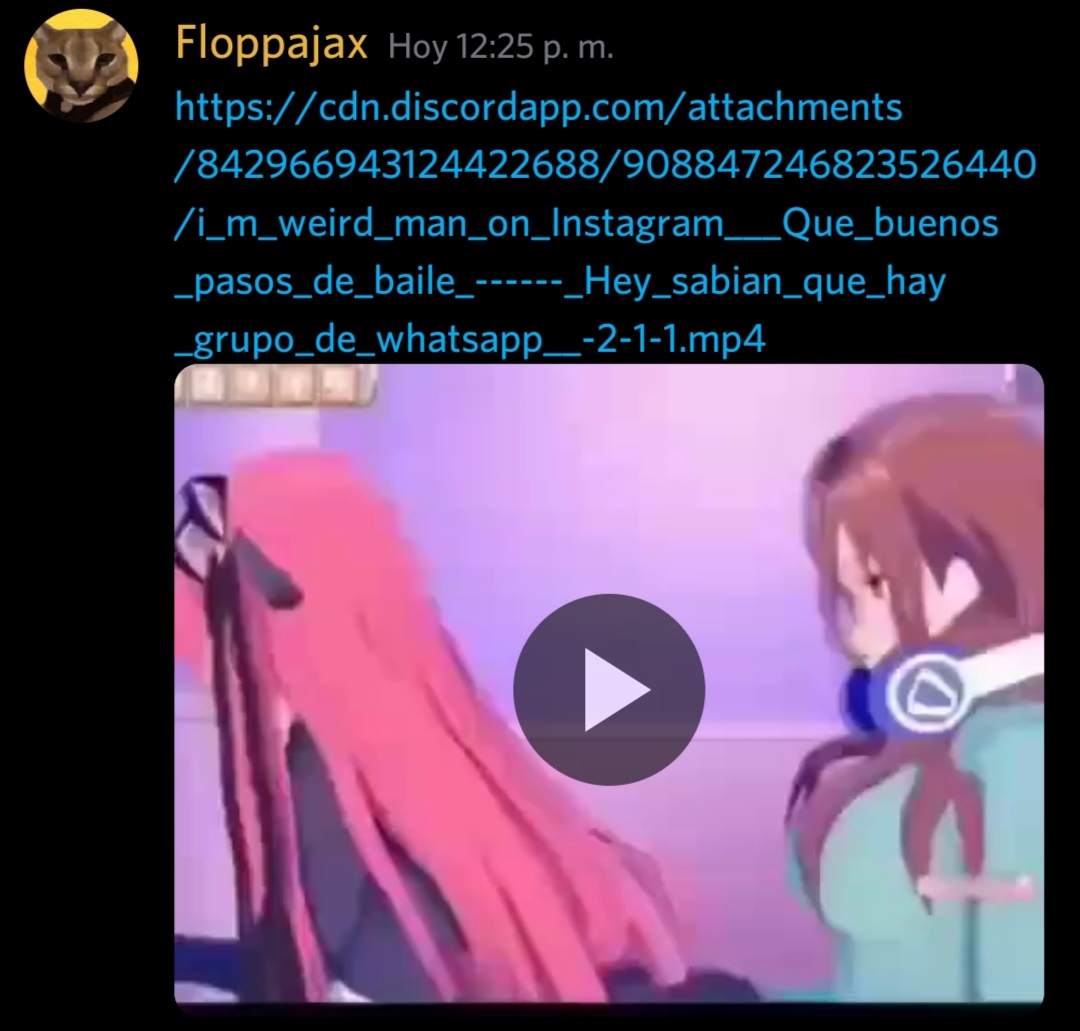 Floppajax Hoy 12:25 p. m.
https://cdn.discordapp.com/attachments
/842966943124422688/908847246823526440
/i_m_weird_man_on_Instagram___Que_buenos
_pasos_de_baile_------_Hey_sabian_que_hay
_grupo_de_whatsapp__-2-1-1.mp4